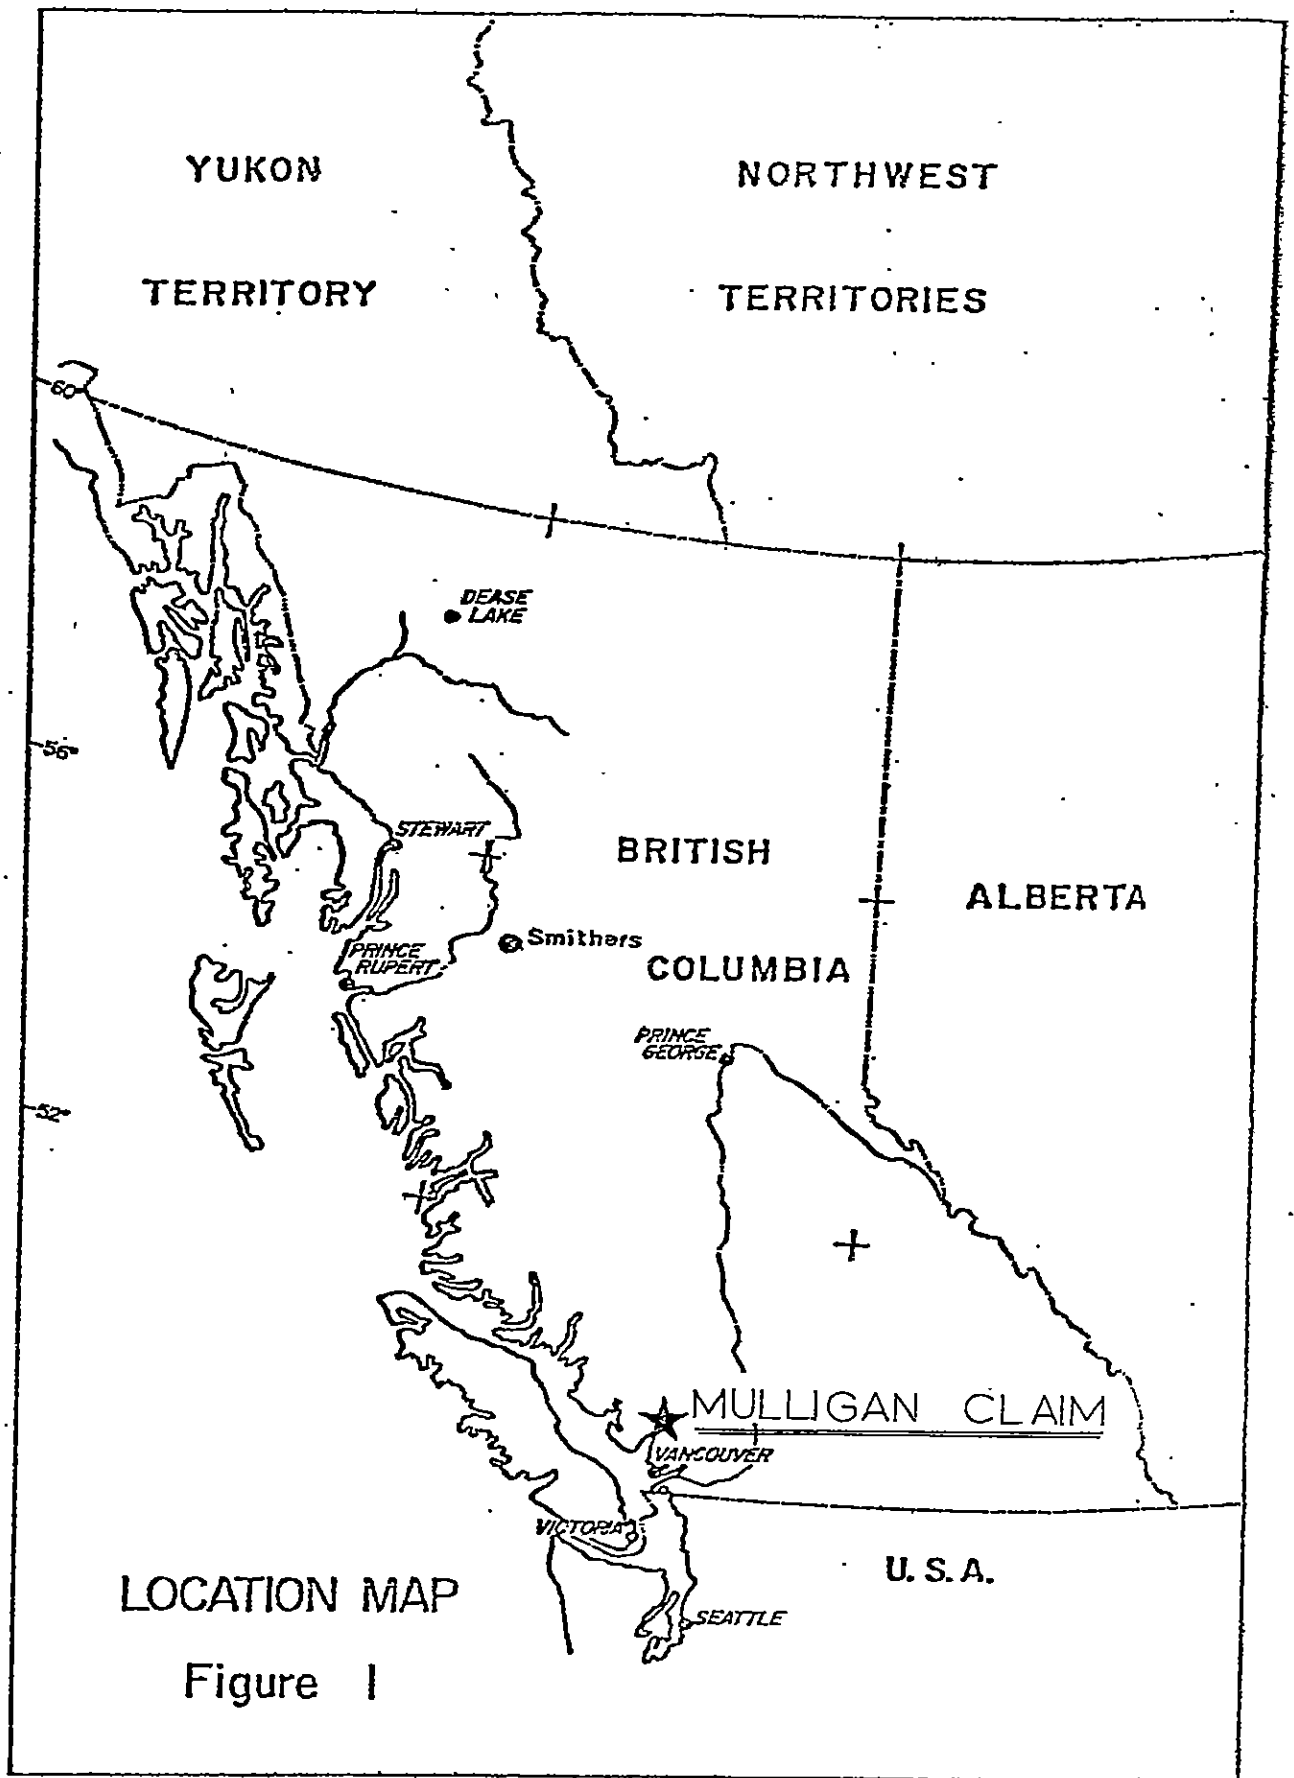 YUKON
TERRITORY
NORTHWEST
TERRITORIES
60°
DEASE
LAKE
56°
STEWART
BRITISH
COLUMBIA
ALBERTA
Smithers
PRINCE
RUPERT
PRINCE
GEORGE
52°
MULLIGAN CLAIM
VANCOUVER
VICTORIA
U.S.A.
SEATTLE
LOCATION MAP
Figure 1